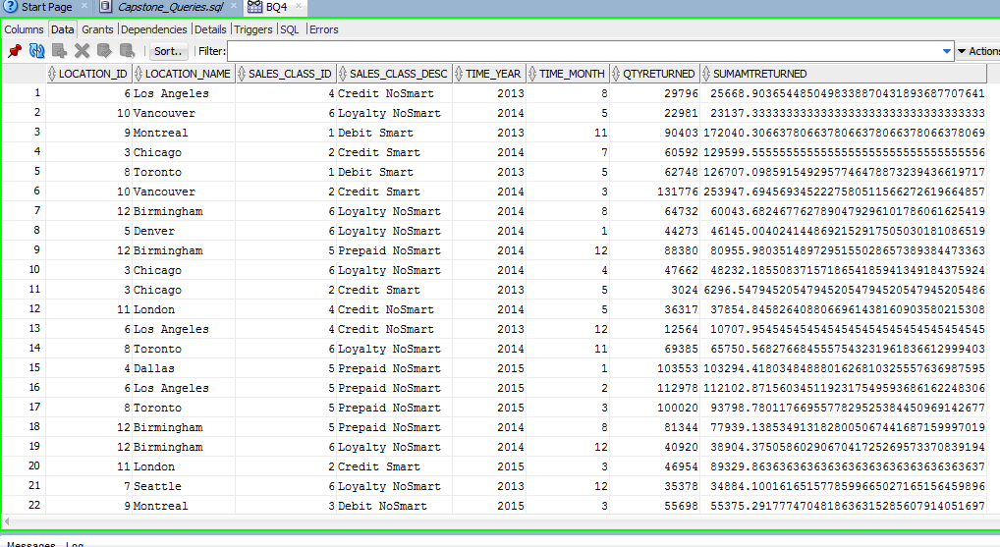 Start Page × Capstone_Queries.sql × BQ4 ×
Columns Data Grants Dependencies Details Triggers SQL Errors
Sort.. Filter: Actions
LOCATION_ID LOCATION_NAME SALES_CLASS_ID SALES_CLASS_DESC TIME_YEAR TIME_MONTH QTYRETURNED SUMAMTRETURNED
1 6 Los Angeles 4 Credit NoSmart 2013 8 29796 25668.9036544850498338870431893687707641
2 10 Vancouver 6 Loyalty NoSmart 2014 5 22981 23137.3333333333333333333333333333333333
3 9 Montreal 1 Debit Smart 2013 11 90403 172040.3066378066378066378066378066378069
4 3 Chicago 2 Credit Smart 2014 7 60592 129599.555555555555555555555555555555556
5 8 Toronto 1 Debit Smart 2013 5 62748 126707.098591549295774647887323943661 9717
6 10 Vancouver 2 Credit Smart 2014 3 131776 253947.694569345222758051156627261966 4857
7 12 Birmingham 6 Loyalty NoSmart 2014 8 64732 60043.6824677627890479296101786061625419
8 5 Denver 6 Loyalty NoSmart 2014 1 44273 46145.0040241448692152917505030181086519
9 12 Birmingham 5 Prepaid NoSmart 2014 12 88380 80955.9803514897295155028657389384473363
10 3 Chicago 6 Loyalty NoSmart 2014 4 47662 48232.1855083715718654185941349184375924
11 3 Chicago 2 Credit Smart 2013 5 3024 6296.547945205479452054794520547945205486
12 11 London 4 Credit NoSmart 2014 5 36317 37854.8458264088066961438160903580215308
13 6 Los Angeles 4 Credit NoSmart 2013 12 12564 10707.9545454545454545454545454545454545
14 8 Toronto 6 Loyalty NoSmart 2014 11 69385 65750.5682766845557543231961836612999403
15 4 Dallas 5 Prepaid NoSmart 2015 1 103553 103294.418034848880162681032555763698 7595
16 6 Los Angeles 5 Prepaid NoSmart 2015 2 112978 112102.871560345119231754959368616224 8306
17 8 Toronto 5 Prepaid NoSmart 2015 3 100020 93798.7801176695577829525384450969142677
18 12 Birmingham 5 Prepaid NoSmart 2014 8 81344 77939.1385349131828005067441687159997019
19 12 Birmingham 6 Loyalty NoSmart 2014 12 40920 38904.3750586029067041725269573370839194
20 11 London 2 Credit Smart 2015 3 46954 89329.8636363636363636363636363636363637
21 7 Seattle 6 Loyalty NoSmart 2013 12 35378 34884.1001616515778599665027165156459896
22 9 Montreal 3 Debit NoSmart 2015 3 55698 55375.2917774704818636315285607914051697
Messages Log